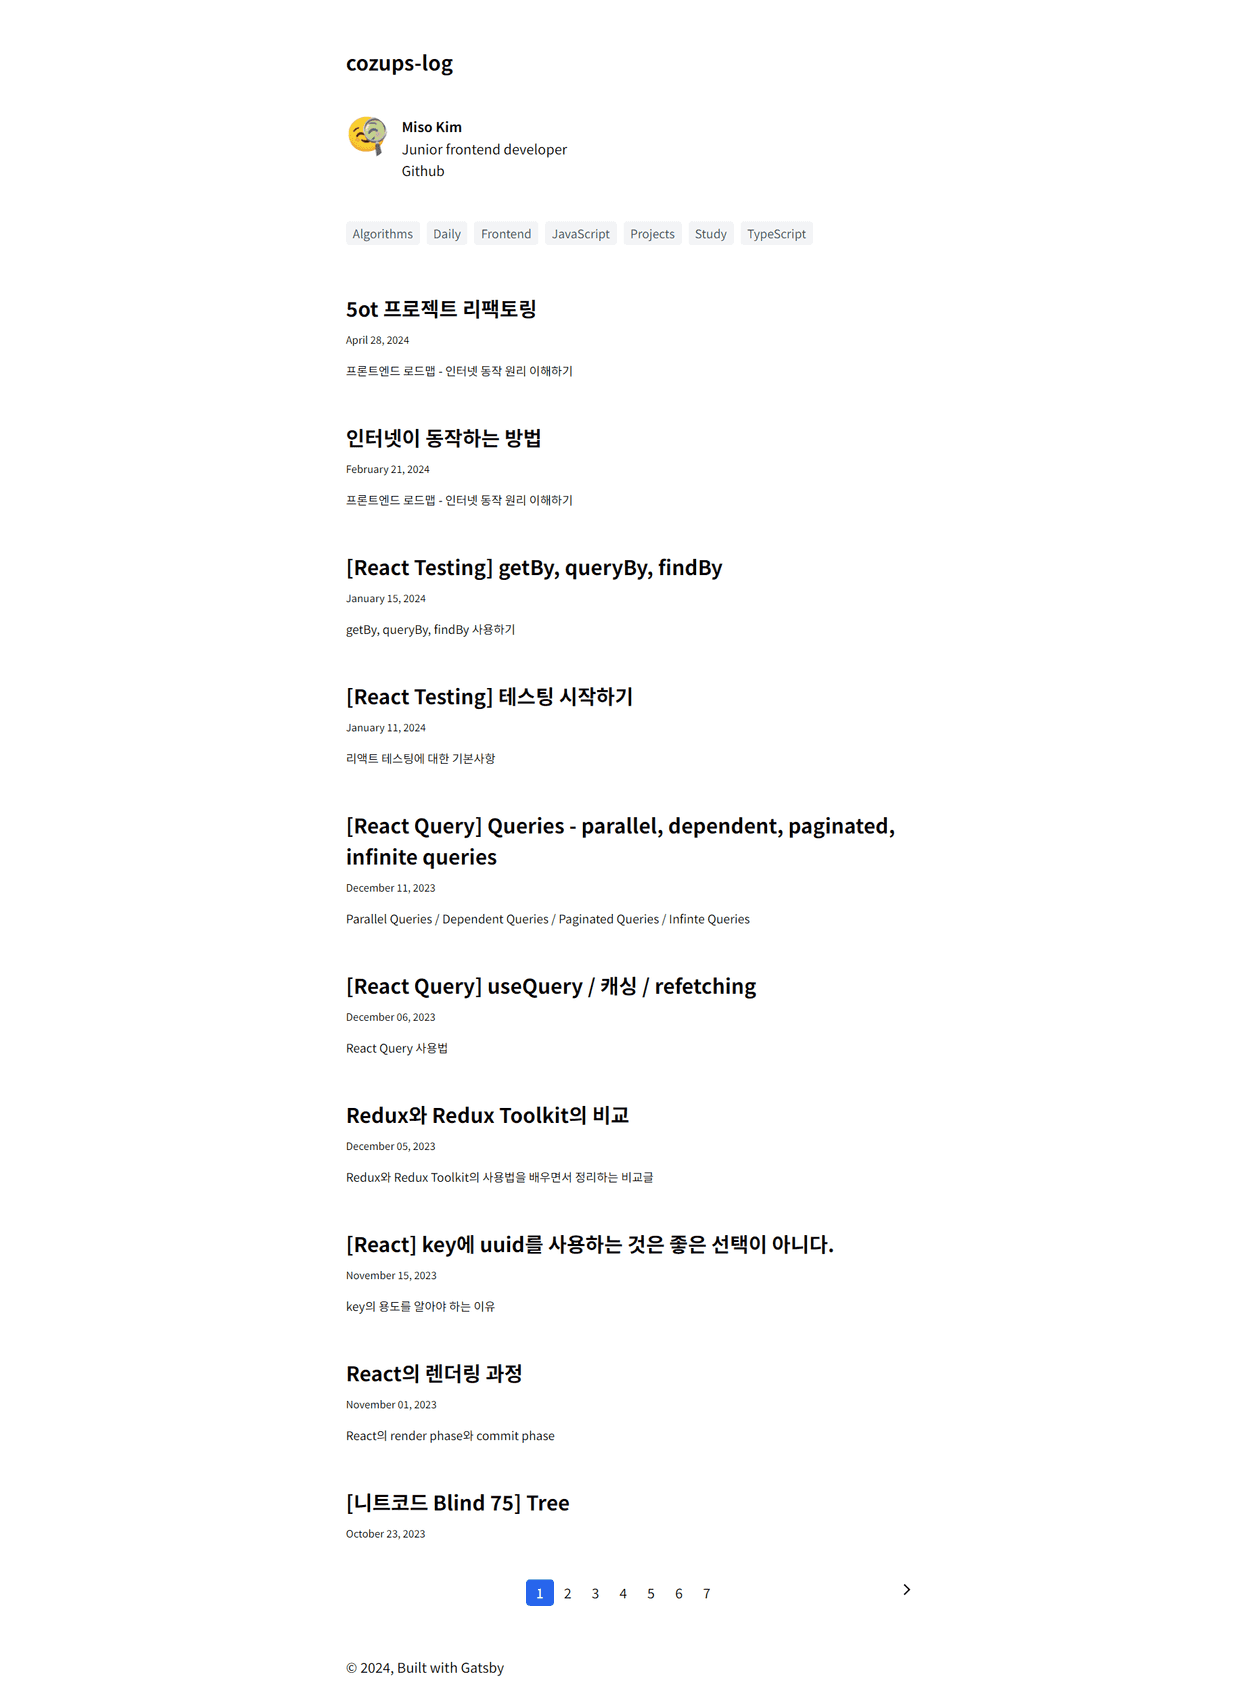 cozups-log
Miso Kim
Junior frontend developer
Github
Algorithms Daily Frontend JavaScript Projects Study TypeScript
5ot 프로젝트 리팩토링
April 28, 2024
프론트엔드 로드맵 - 인터넷 동작 원리 이해하기
인터넷이 동작하는 방법
February 21, 2024
프론트엔드 로드맵 - 인터넷 동작 원리 이해하기
[React Testing] getBy, queryBy, findBy
January 15, 2024
getBy, queryBy, findBy 사용하기
[React Testing] 테스팅 시작하기
January 11, 2024
리액트 테스팅에 대한 기본사항
[React Query] Queries - parallel, dependent, paginated,
infinite queries
December 11, 2023
Parallel Queries / Dependent Queries / Paginated Queries / Infinte Queries
[React Query] useQuery / 캐싱 / refetching
December 06, 2023
React Query 사용법
Redux와 Redux Toolkit의 비교
December 05, 2023
Redux와 Redux Toolkit의 사용법을 배우면서 정리하는 비교글
[React] key에 uuid를 사용하는 것은 좋은 선택이 아니다.
November 15, 2023
key의 용도를 알아야 하는 이유
React의 렌더링 과정
November 01, 2023
React의 render phase와 commit phase
[니트코드 Blind 75] Tree
October 23, 2023
1 2 3 4 5 6 7
© 2024, Built with Gatsby